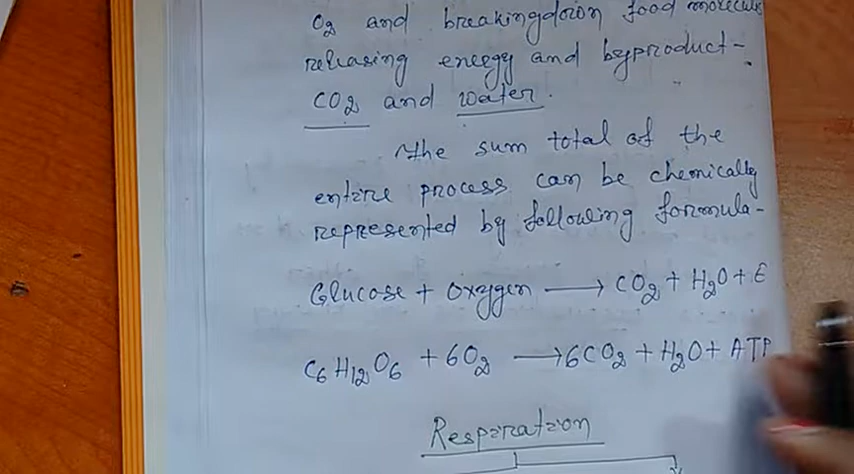 O₂ and breakingdown food molecule
releasing energy and byproduct-
CO₂ and water.
the sum total of the
entire process can be chemically
represented by following formula-
Glucose + Oxygen → CO₂ + H₂O + E
C₆H₁₂O₆ + 6O₂ → 6CO₂ + H₂O + ATP
Respiration